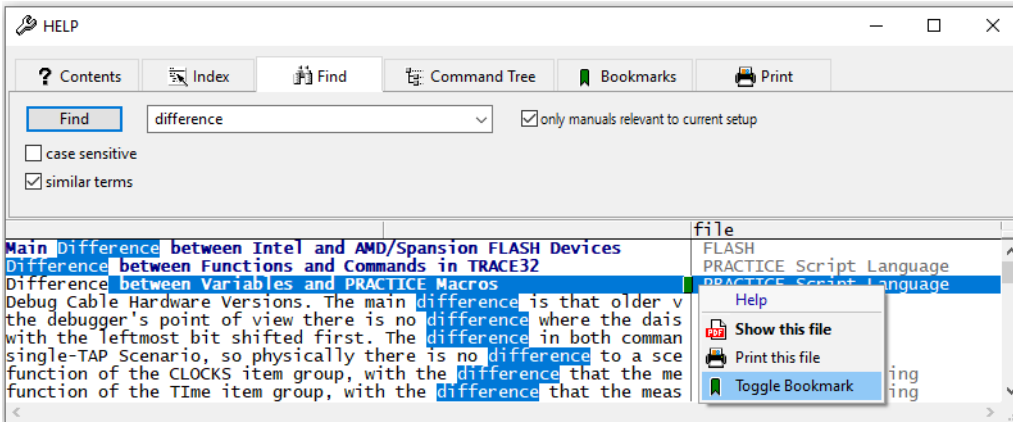 HELP
Contents Index Find Command Tree Bookmarks Print
Find difference only manuals relevant to current setup
case sensitive
similar terms
file
Main Difference between Intel and AMD/Spansion FLASH Devices FLASH
Difference between Functions and Commands in TRACE32 PRACTICE Script Language
Difference between Variables and PRACTICE Macros PRACTICE Script Language
Debug Cable Hardware Versions. The main difference is that older v
Help
the debugger's point of view there is no difference where the dais
Show this file
with the leftmost bit shifted first. The difference in both comman
single-TAP Scenario, so physically there is no difference to a sce
Print this file
function of the CLOCKS item group, with the difference that the me
Toggle Bookmark
function of the TIme item group, with the difference that the meas